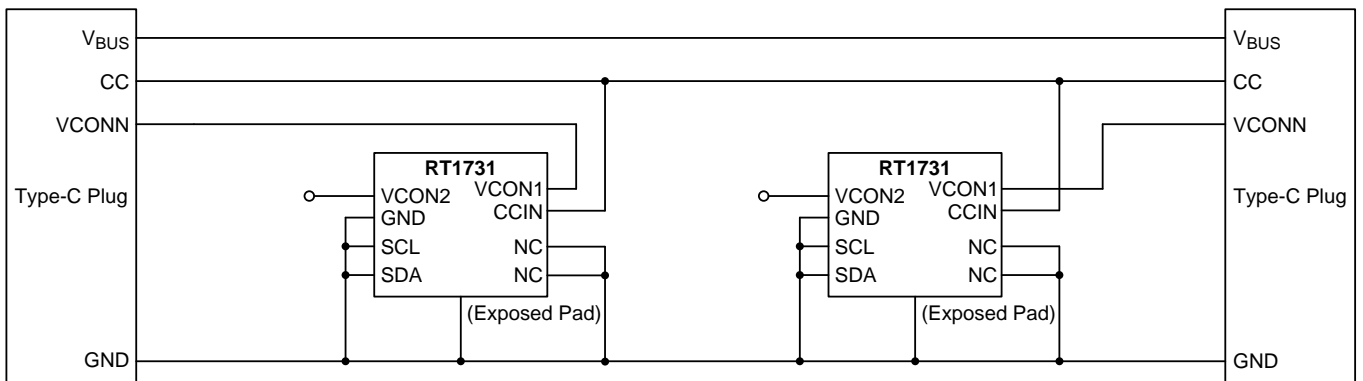 VBUS
VBUS
CC
CC
VCONN
VCONN
RT1731
RT1731
VCON1
VCON1
Type-C Plug
VCON2
VCON2
Type-C Plug
CCIN
CCIN
GND
GND
SCL
NC
SCL
NC
SDA
NC
SDA
NC
(Exposed Pad)
(Exposed Pad)
GND
GND